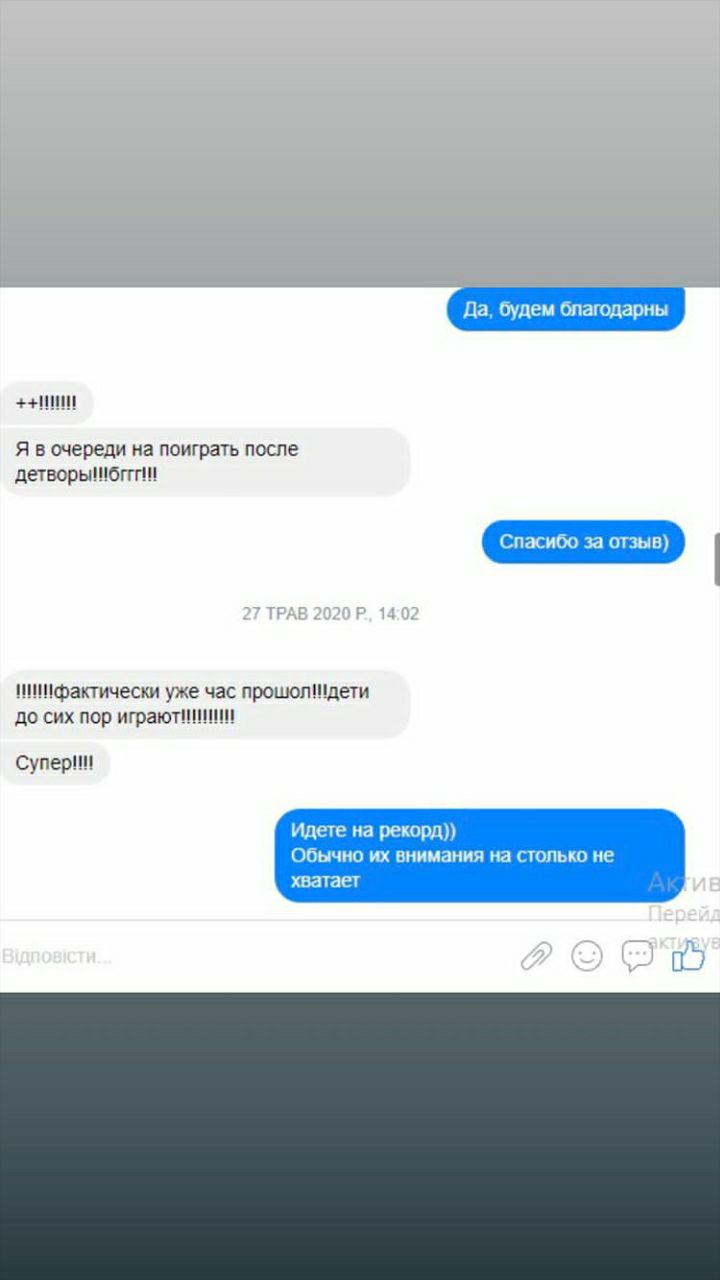 Да, будем благодарны
++!!!!!!!
Я в очереди на поиграть после
детворы!!!бггг!!!
Спасибо за отзыв)
27 ТРАВ 2020 Р., 14:02
!!!!!!!фактически уже час прошол!!!дети
до сих пор играют!!!!!!!!!!
Супер!!!!
Идете на рекорд))
Обычно их внимания на столько не
хватает
Актив
Перейд
активув
Відповісти...